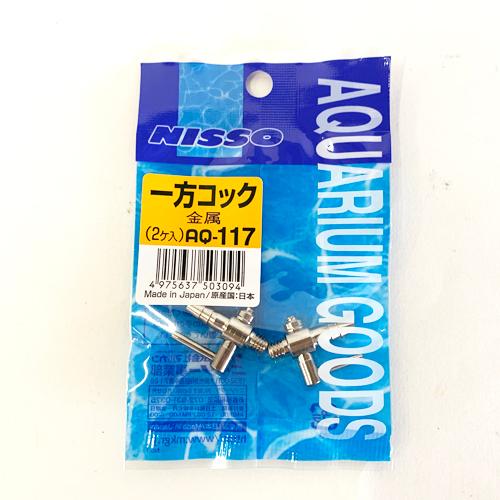 NISSO
AQUARIUM GOODS
一方コック
金属
(2ケ入) AQ-117
4 975637 503094
Made in Japan/原産国:日本